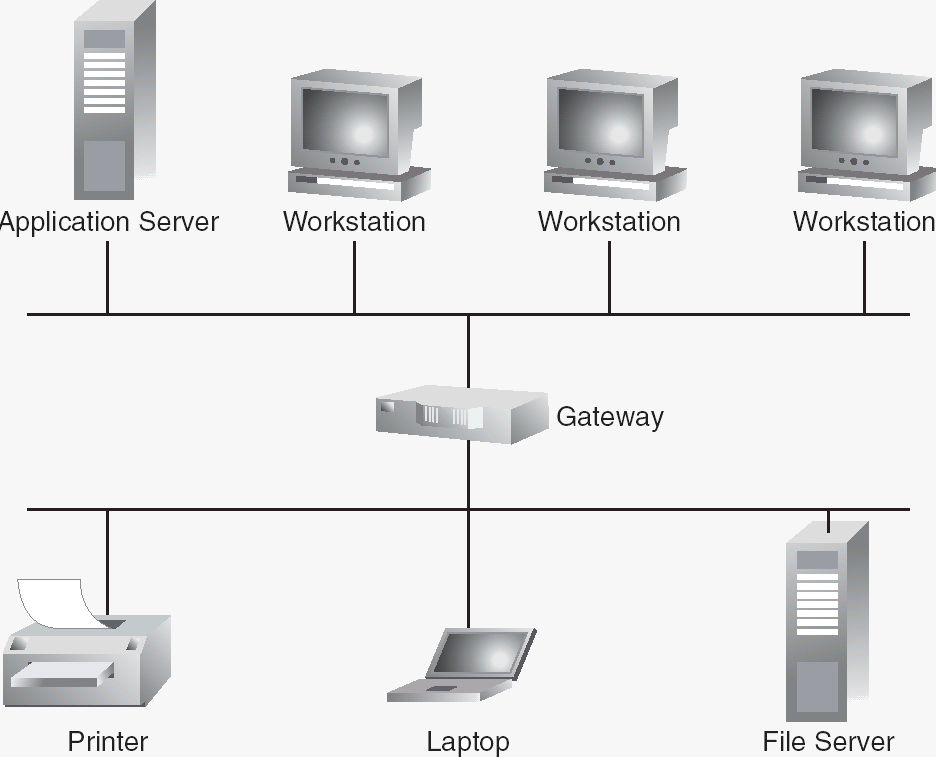 Application Server
Workstation
Workstation
Workstation
Gateway
Printer
Laptop
File Server